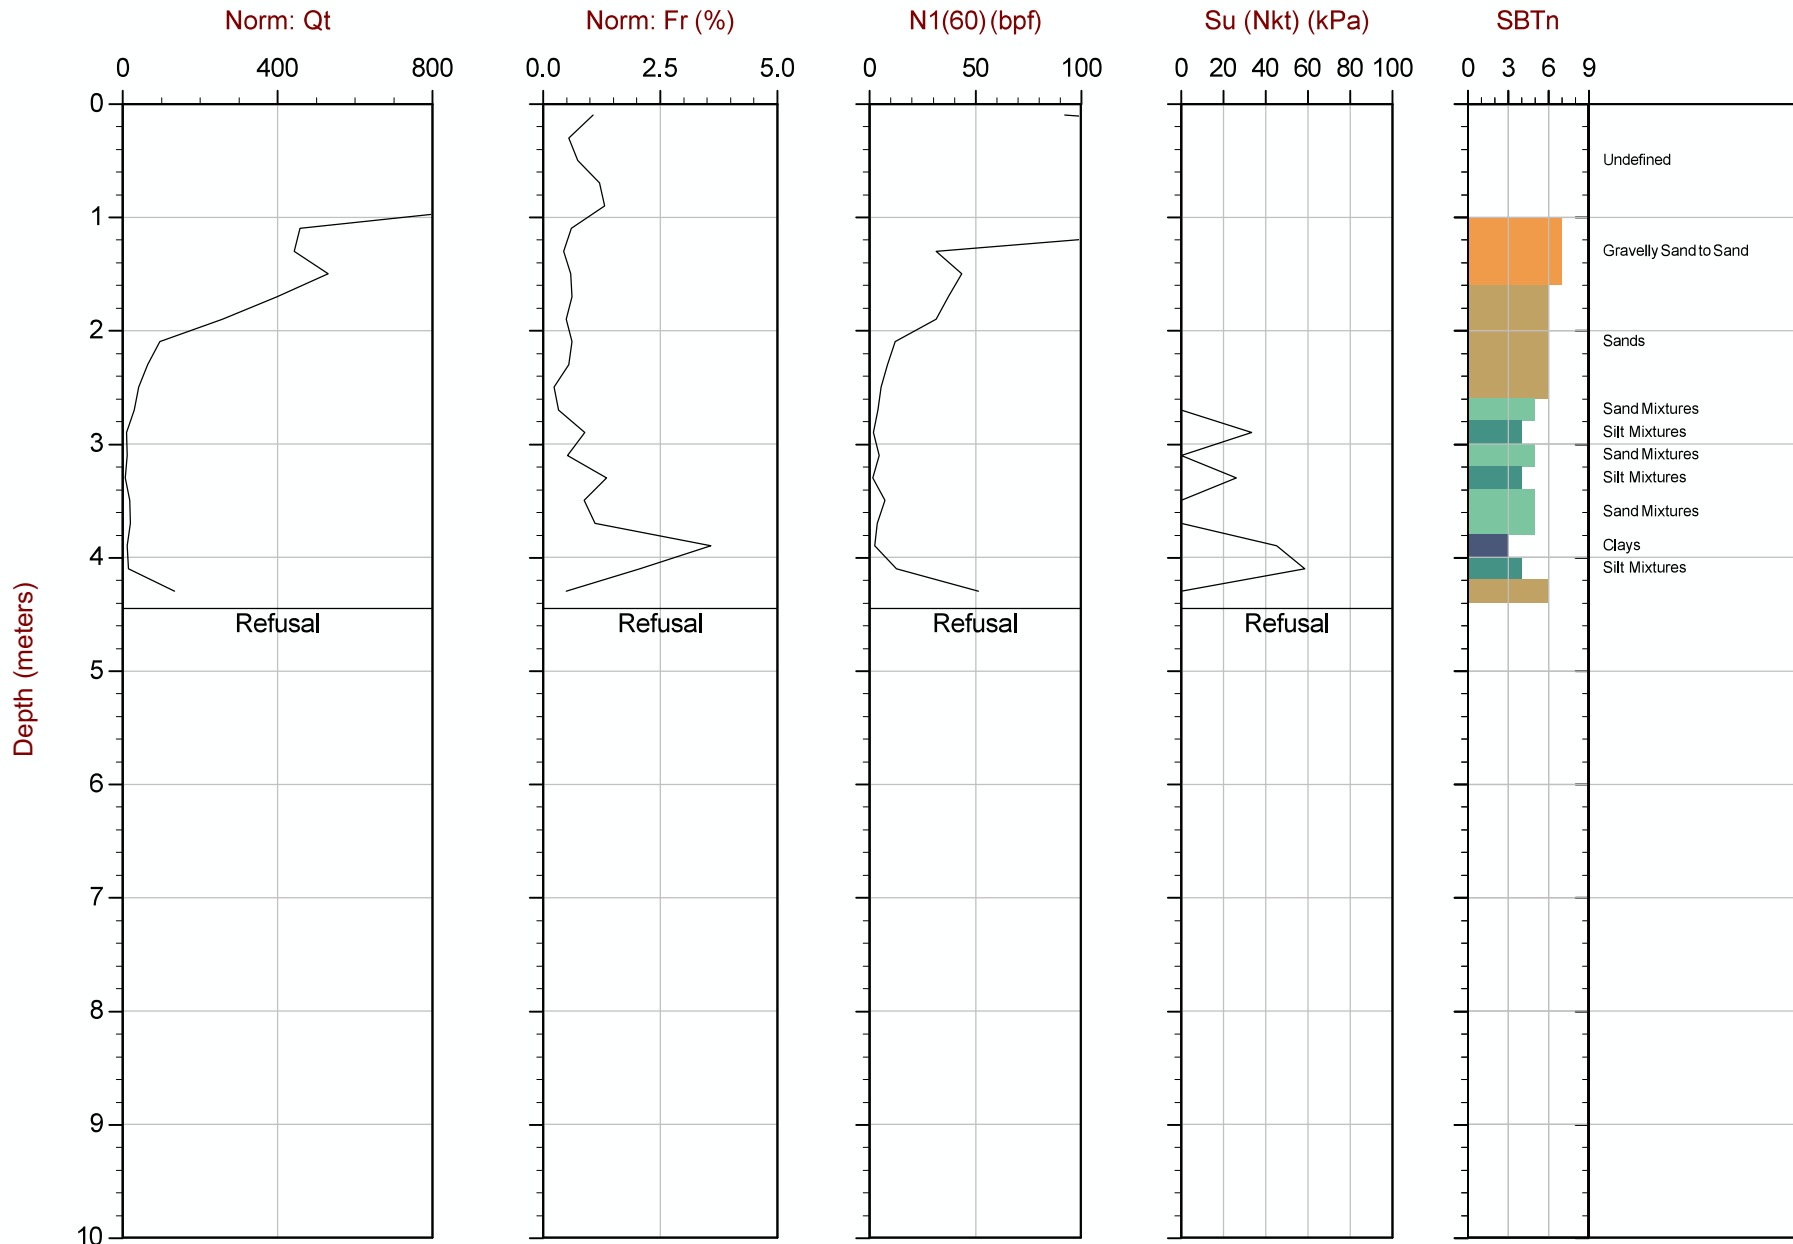 Norm: Qt
Norm: Fr (%)
N1(60) (bpf)
Su (Nkt) (kPa)
SBTn
0 400 800
0.0 2.5 5.0
0 50 100
0 20 40 60 80 100
0 3 6 9
Depth (meters)
0
1
2
3
4
5
6
7
8
9
10
Refusal
Refusal
Refusal
Refusal
Undefined
Gravelly Sand to Sand
Sands
Sand Mixtures
Silt Mixtures
Sand Mixtures
Silt Mixtures
Sand Mixtures
Clays
Silt Mixtures